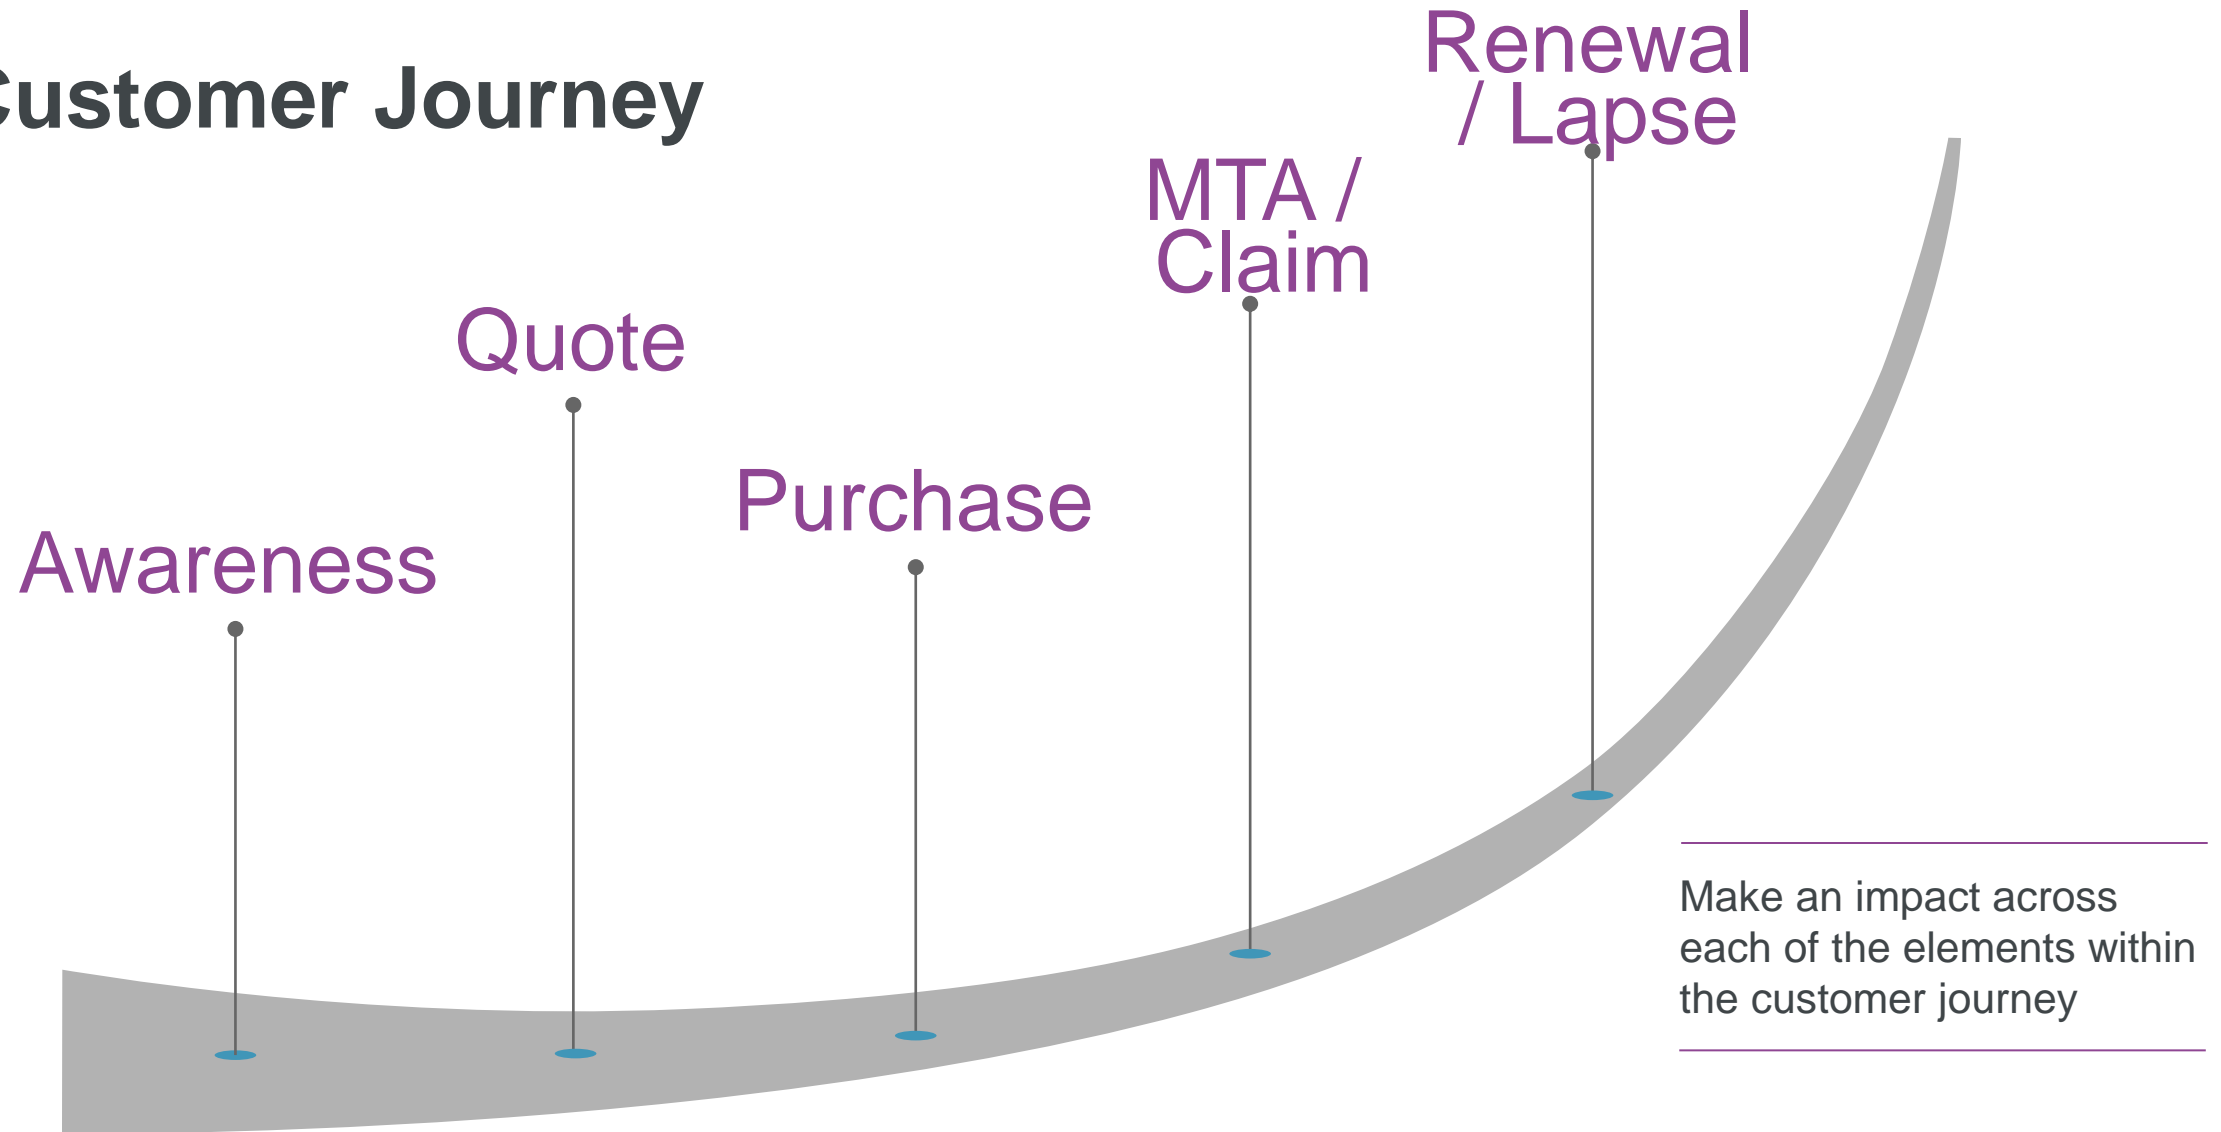 Customer Journey
Renewal
/ Lapse
MTA /
Claim
Quote
Purchase
Awareness
Make an impact across
each of the elements within
the customer journey